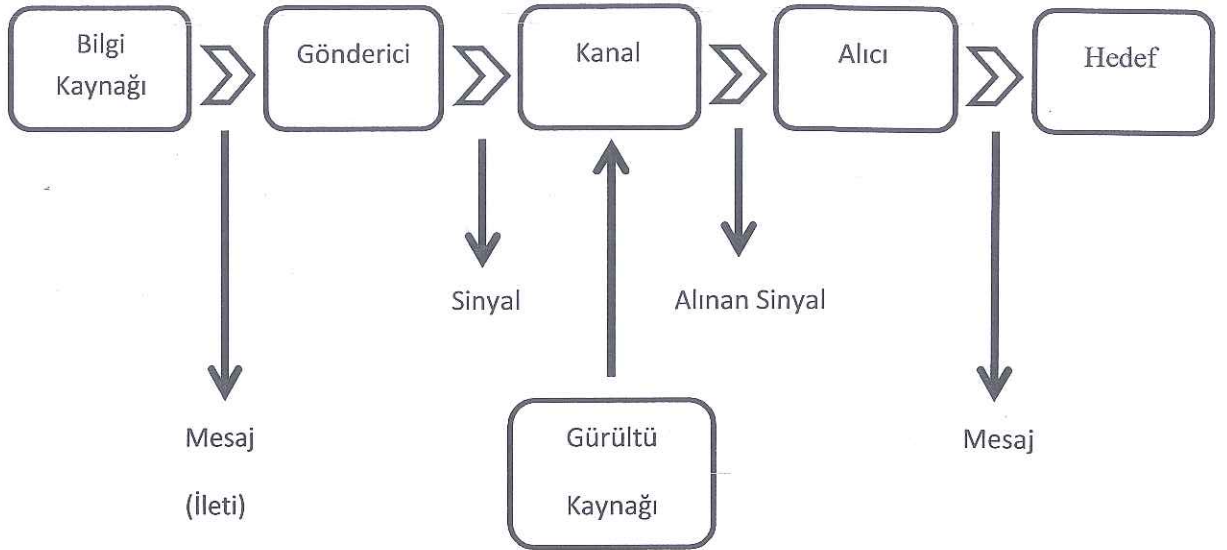 Bilgi
Kaynağı
Gönderici
Kanal
Alıcı
Hedef
Sinyal
Alınan Sinyal
Mesaj
(İleti)
Gürültü
Kaynağı
Mesaj